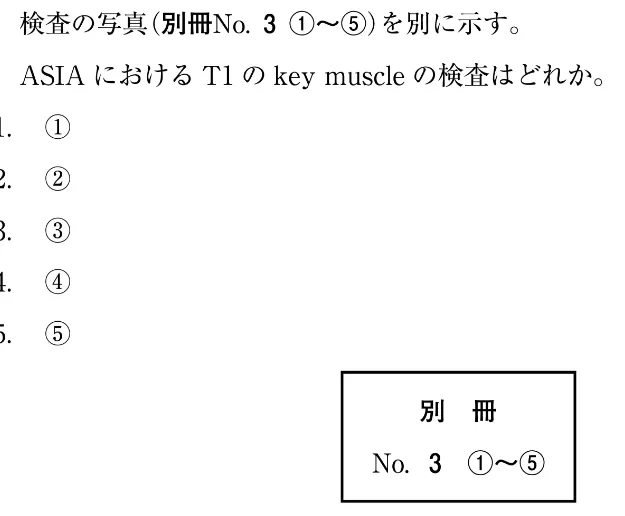 検査の写真(別冊No. 3 ①〜⑤)を別に示す。
ASIA における T1 の key muscle の検査はどれか。
1. ①
2. ②
3. ③
4. ④
5. ⑤
別 冊
No. 3 ①〜⑤